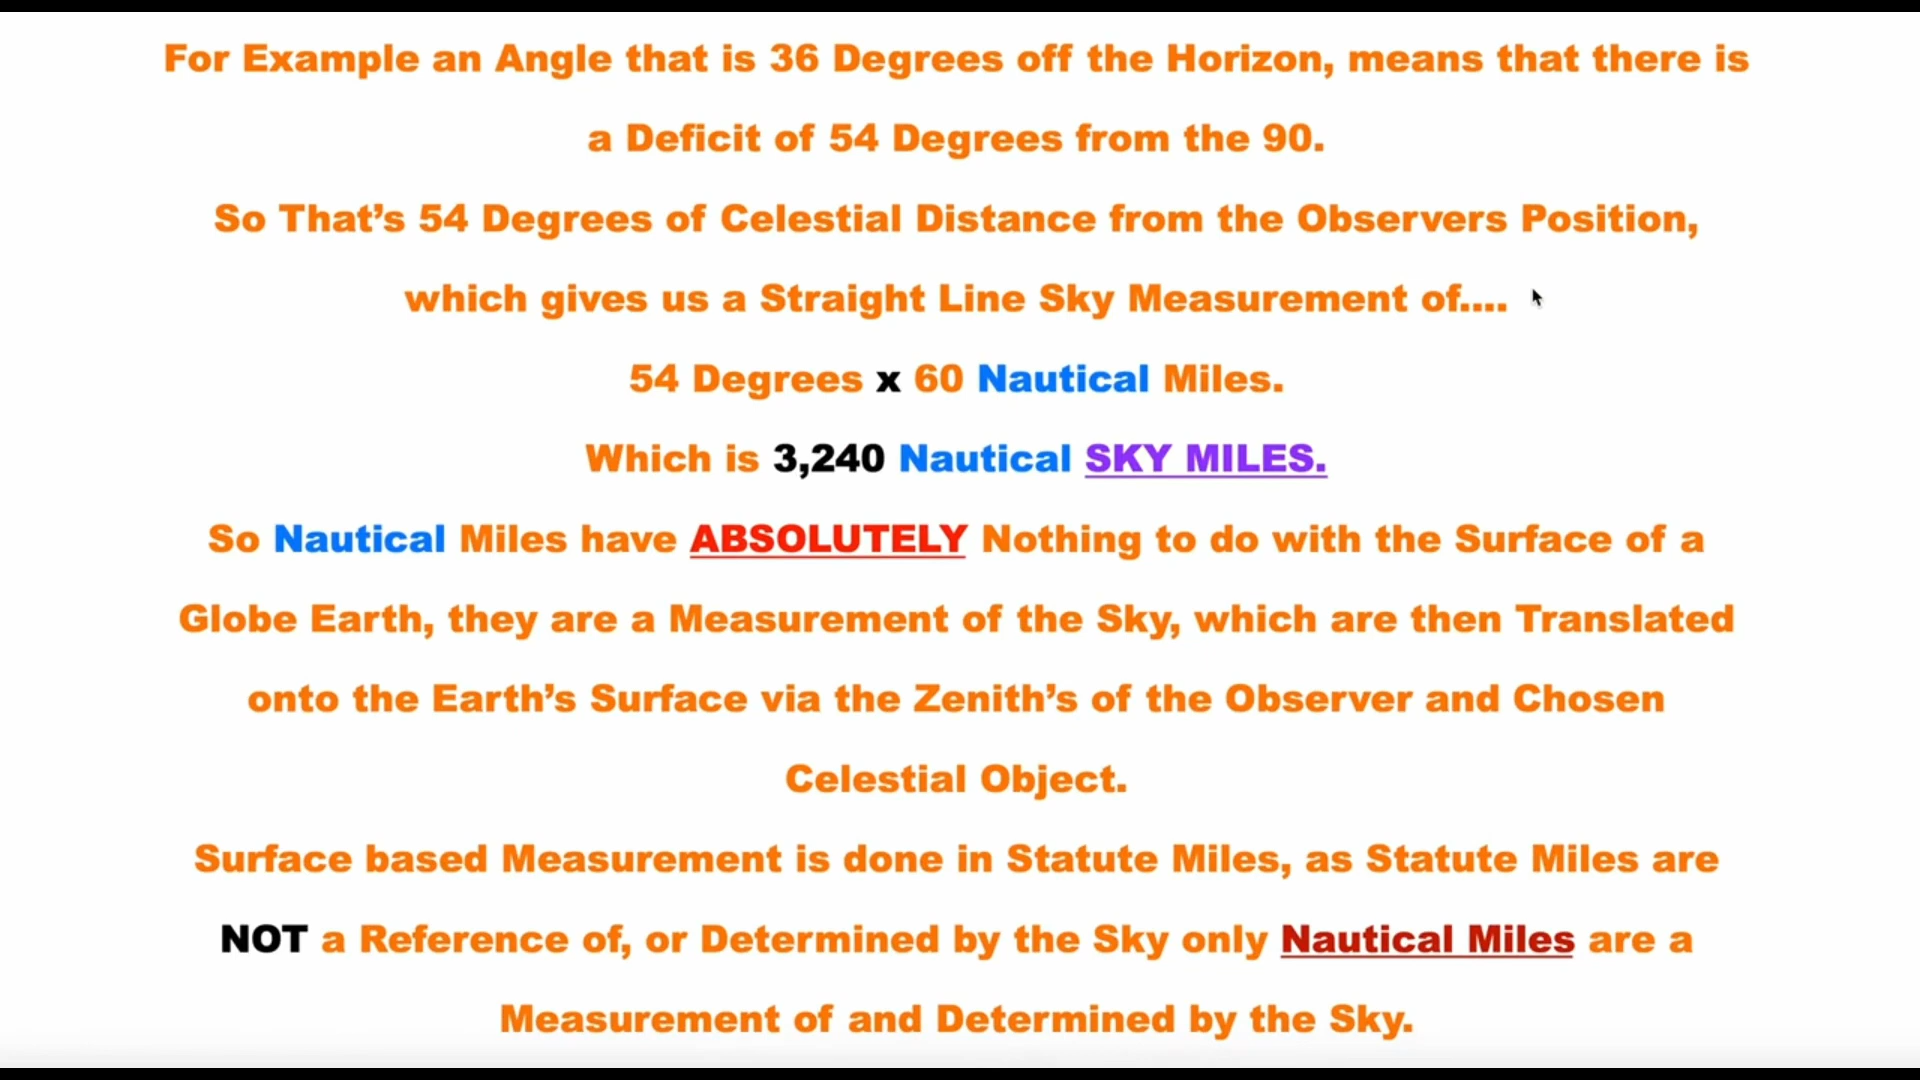 For Example an Angle that is 36 Degrees off the Horizon, means that there is
a Deficit of 54 Degrees from the 90.
So That’s 54 Degrees of Celestial Distance from the Observers Position,
which gives us a Straight Line Sky Measurement of....
54 Degrees x 60 Nautical Miles.
Which is 3,240 Nautical SKY MILES.
So Nautical Miles have ABSOLUTELY Nothing to do with the Surface of a
Globe Earth, they are a Measurement of the Sky, which are then Translated
onto the Earth’s Surface via the Zenith’s of the Observer and Chosen
Celestial Object.
Surface based Measurement is done in Statute Miles, as Statute Miles are
NOT a Reference of, or Determined by the Sky only Nautical Miles are a
Measurement of and Determined by the Sky.